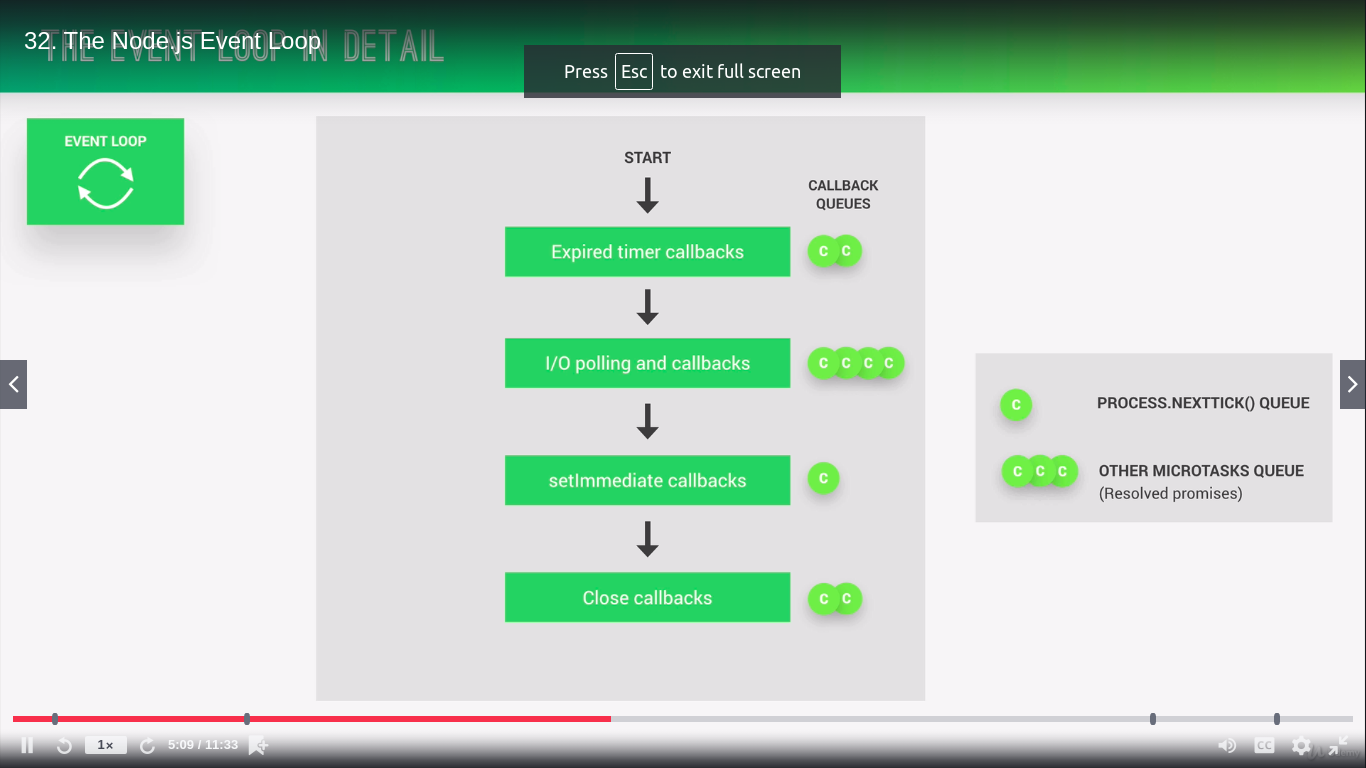 32. The Node.js Event Loop
THE EVENT LOOP IN DETAIL
Press Esc to exit full screen
EVENT LOOP
START
CALLBACK
QUEUES
Expired timer callbacks
C C
I/O polling and callbacks
C C C C
setImmediate callbacks
C
Close callbacks
C C
C PROCESS.NEXTTICK() QUEUE
C C C OTHER MICROTASKS QUEUE
(Resolved promises)
1×
5:09 / 11:33
CC